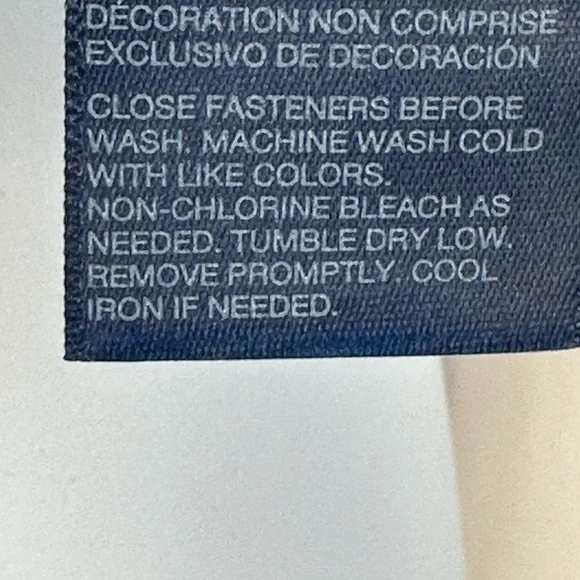 DÉCORATION NON COMPRISE
EXCLUSIVO DE DECORACIÓN
CLOSE FASTENERS BEFORE
WASH. MACHINE WASH COLD
WITH LIKE COLORS.
NON-CHLORINE BLEACH AS
NEEDED. TUMBLE DRY LOW.
REMOVE PROMPTLY. COOL
IRON IF NEEDED.